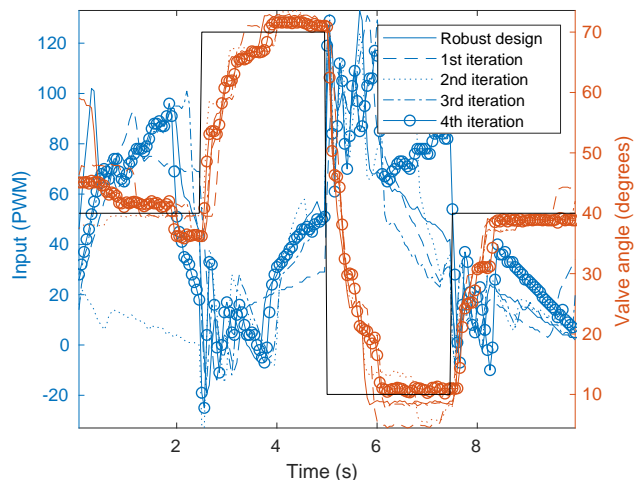 120
100
80
60
40
20
0
-20
Input (PWM)
2
4
6
8
Time (s)
70
60
50
40
30
20
10
Valve angle (degrees)
Robust design
1st iteration
2nd iteration
3rd iteration
4th iteration